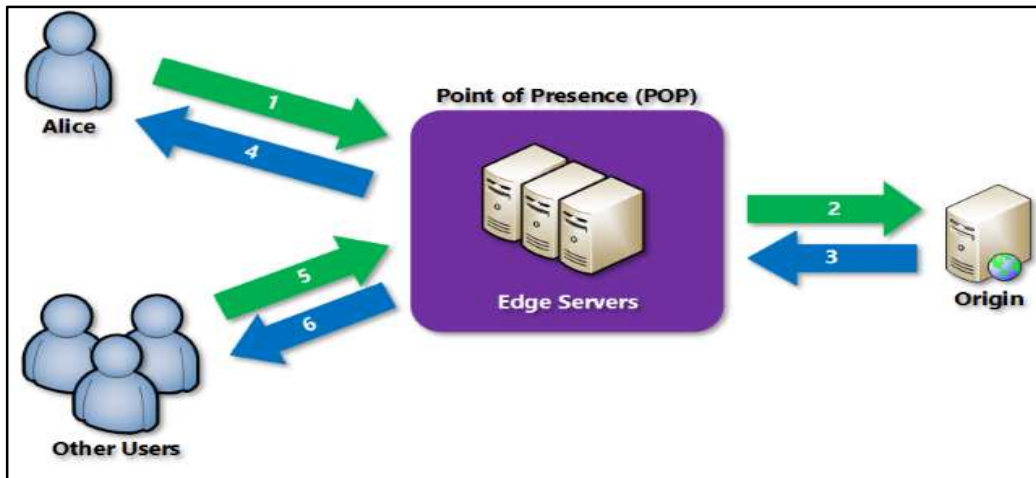 Alice
1
4
Point of Presence (POP)
Edge Servers
2
3
Origin
5
6
Other Users